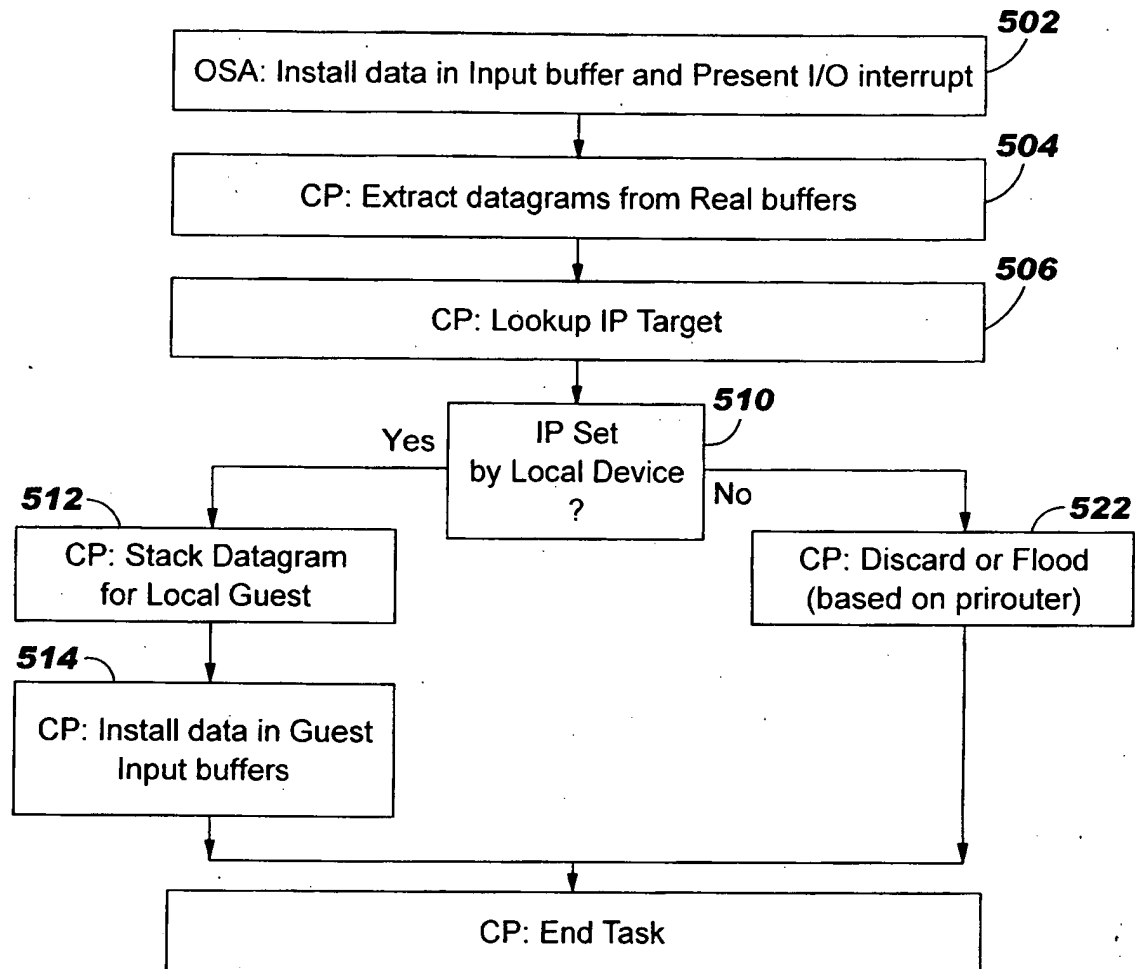 502
OSA: Install data in Input buffer and Present I/O interrupt
504
CP: Extract datagrams from Real buffers
506
CP: Lookup IP Target
510
IP Set
by Local Device
?
Yes
No
512
CP: Stack Datagram
for Local Guest
522
CP: Discard or Flood
(based on prirouter)
514
CP: Install data in Guest
Input buffers
CP: End Task